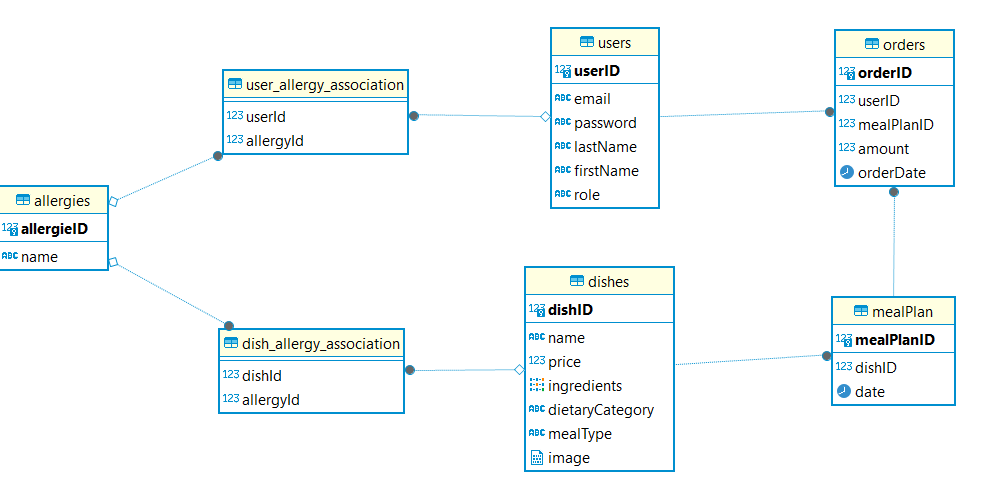 users
123 userID
ABC email
ABC password
ABC lastName
ABC firstName
ABC role
orders
123 orderID
123 userID
123 mealPlanID
123 amount
orderDate
user_allergy_association
123 userId
123 allergyId
allergies
123 allergieID
ABC name
dishes
123 dishID
ABC name
123 price
ingredients
ABC dietaryCategory
ABC mealType
image
mealPlan
123 mealPlanID
123 dishID
date
dish_allergy_association
123 dishId
123 allergyId